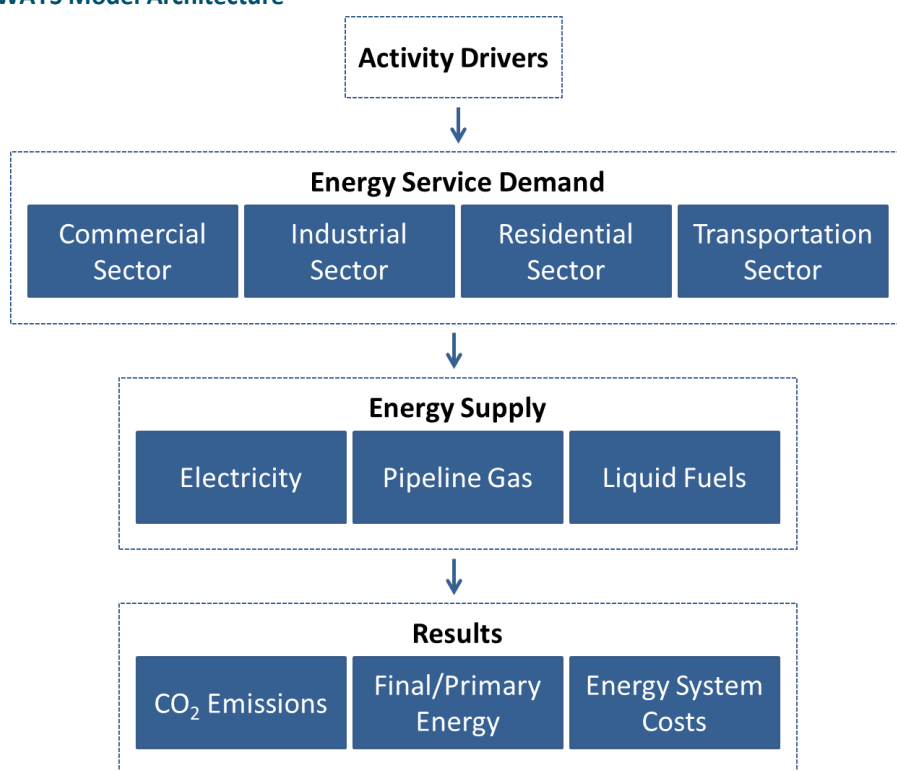 WAYS Model Architecture
Activity Drivers
Energy Service Demand
Commercial
Sector
Industrial
Sector
Residential
Sector
Transportation
Sector
Energy Supply
Electricity
Pipeline Gas
Liquid Fuels
Results
CO₂ Emissions
Final/Primary
Energy
Energy System
Costs